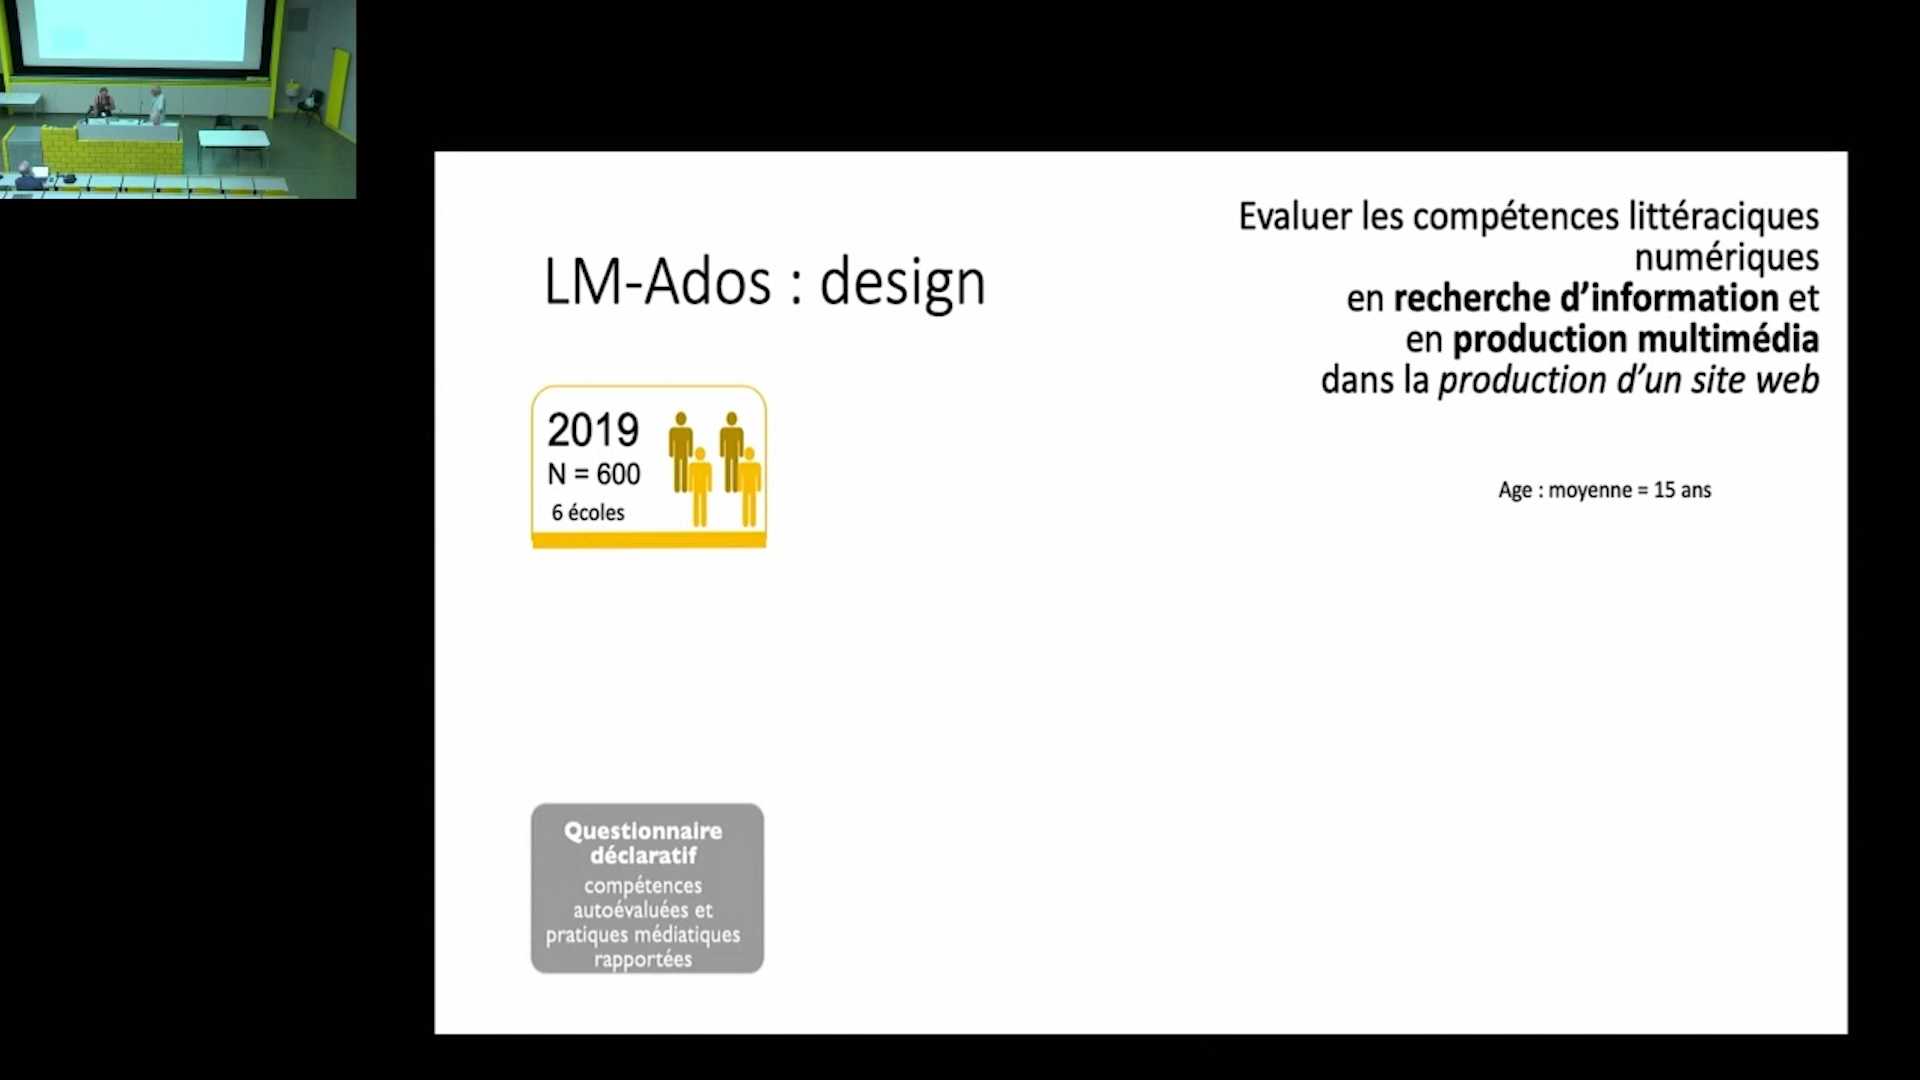 LM-Ados : design
Evaluer les compétences littéraciques
numériques
en recherche d’information et
en production multimédia
dans la production d’un site web
2019
N = 600
6 écoles
Age : moyenne = 15 ans
Questionnaire
déclaratif
compétences
autoévaluées et
pratiques médiatiques
rapportées